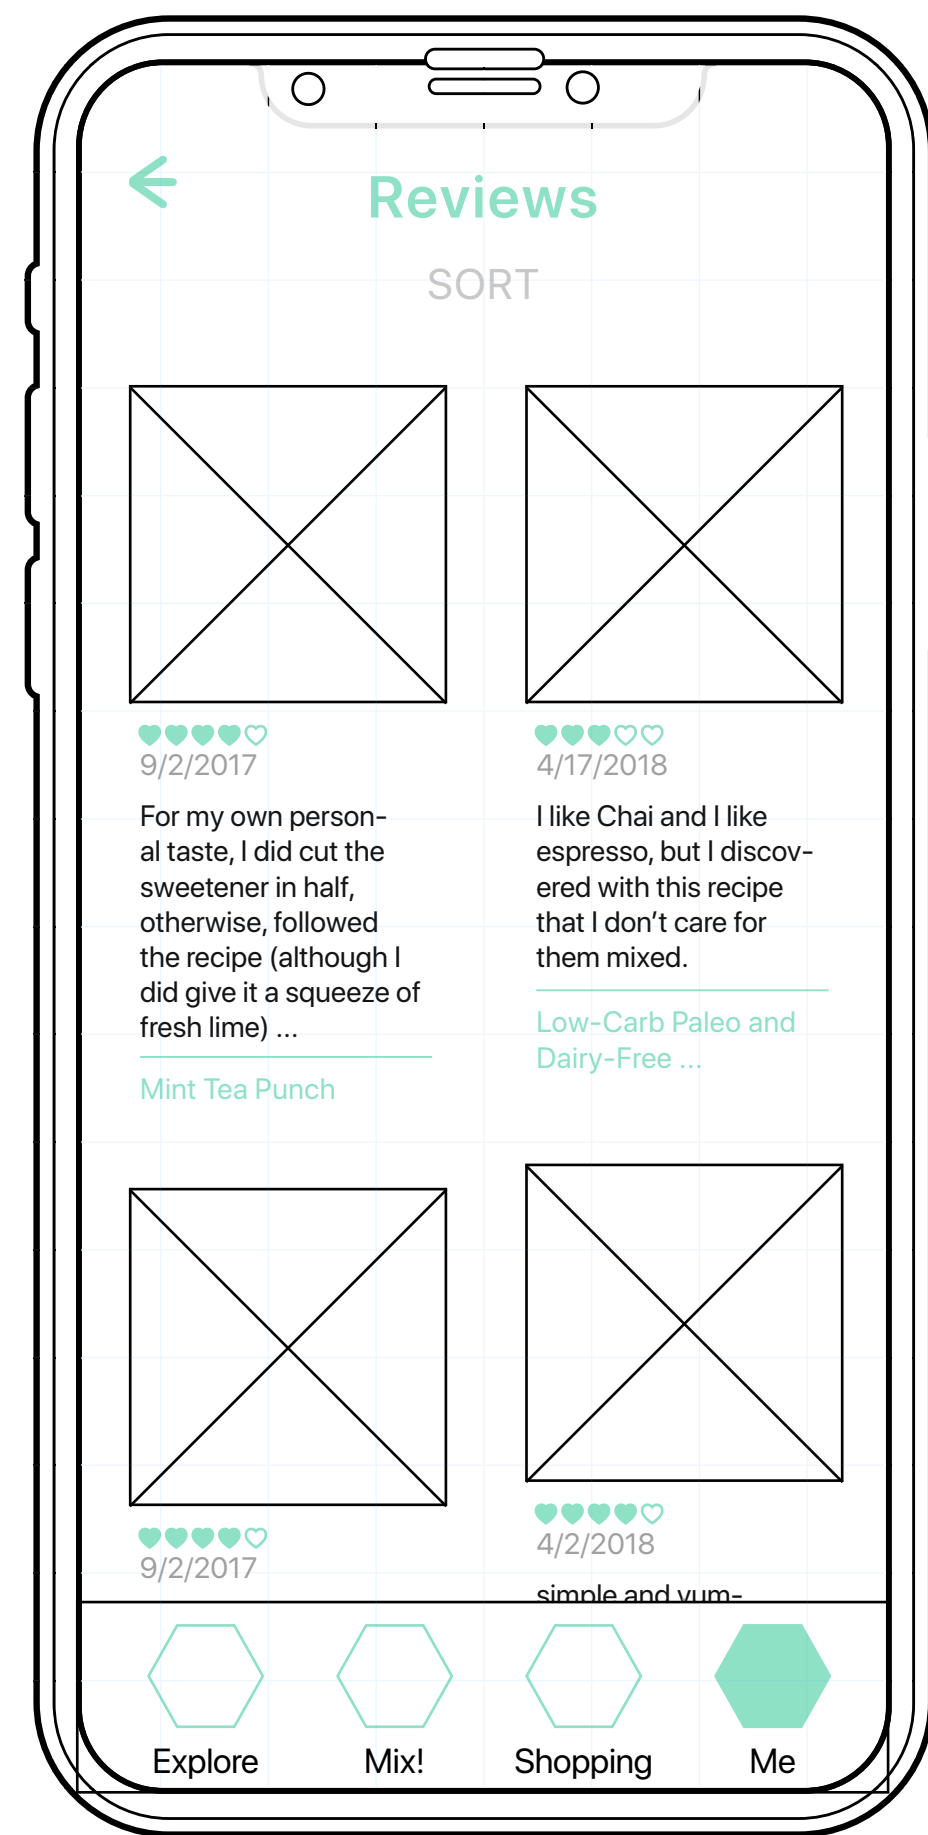 Reviews
SORT
9/2/2017
For my own person-
al taste, I did cut the
sweetener in half,
otherwise, followed
the recipe (although I
did give it a squeeze of
fresh lime) ...
Mint Tea Punch
4/17/2018
I like Chai and I like
espresso, but I discov-
ered with this recipe
that I don't care for
them mixed.
Low-Carb Paleo and
Dairy-Free ...
9/2/2017
4/2/2018
simple and yum-
Explore
Mix!
Shopping
Me